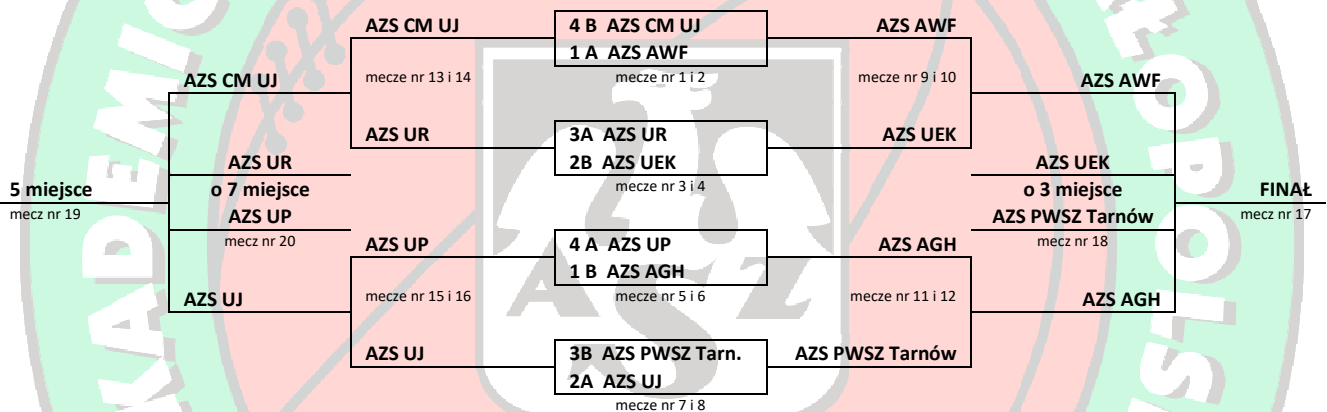 AZS CM UJ
4 B AZS CM UJ
AZS AWF
1 A AZS AWF
mecze nr 13 i 14
mecze nr 1 i 2
mecze nr 9 i 10
AZS CM UJ
AZS AWF
AZS UR
3A AZS UR
AZS UEK
2B AZS UEK
AZS UR
AZS UEK
mecze nr 3 i 4
5 miejsce
o 7 miejsce
o 3 miejsce
FINAŁ
mecz nr 19
AZS UP
AZS PWSZ Tarnów
mecz nr 17
mecz nr 20
mecz nr 18
AZS UP
4 A AZS UP
AZS AGH
1 B AZS AGH
mecze nr 15 i 16
mecze nr 5 i 6
mecze nr 11 i 12
AZS UJ
AZS AGH
AZS UJ
3B AZS PWSZ Tarn.
AZS PWSZ Tarnów
2A AZS UJ
mecze nr 7 i 8
AZS